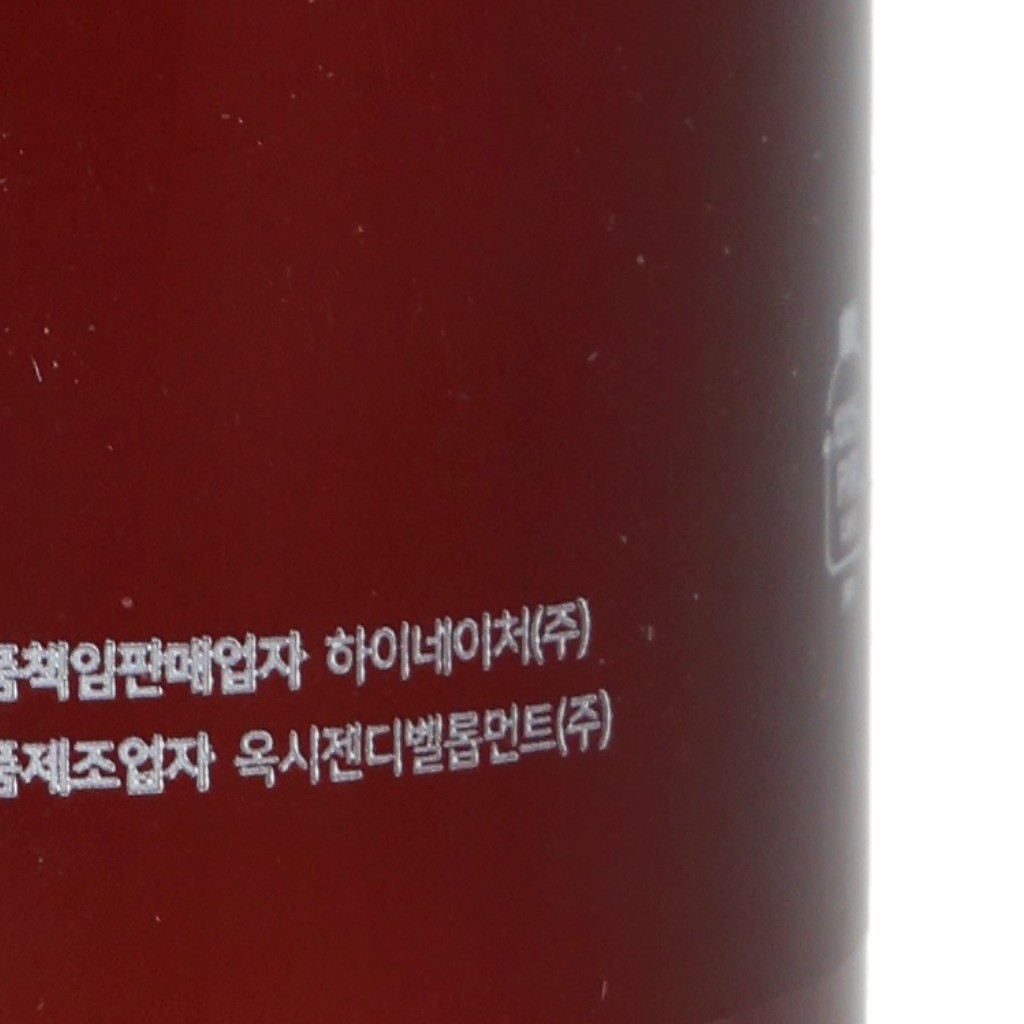 품책임판매업자 하이네이처(주)
품제조업자 옥시젠디벨롭먼트(주)